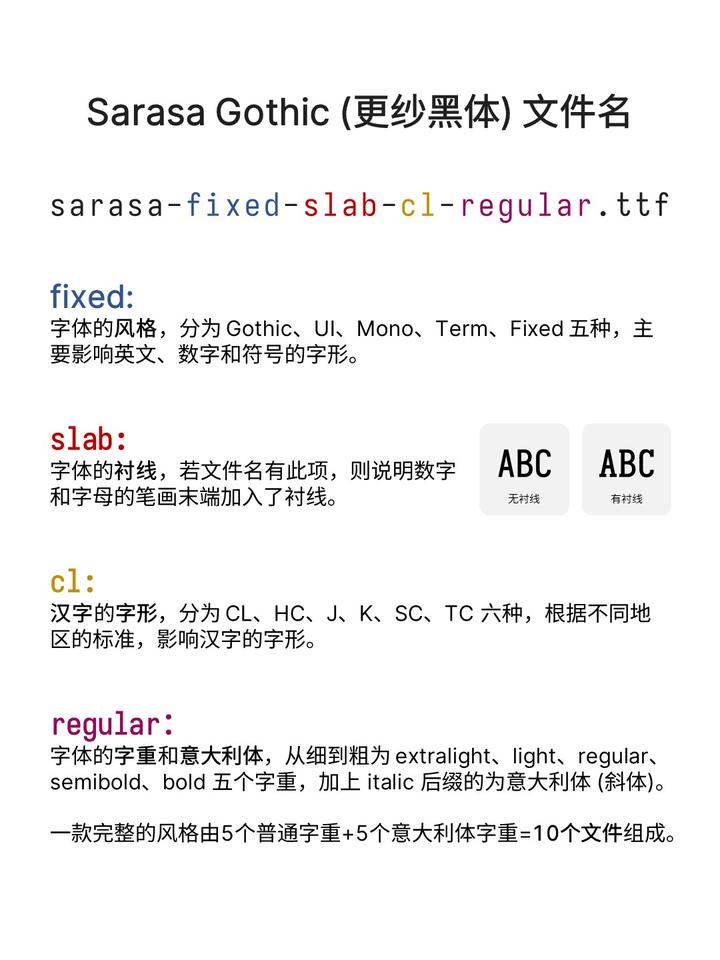 Sarasa Gothic (更纱黑体) 文件名
sarasa-fixed-slab-cl-regular.ttf
fixed:
字体的风格，分为 Gothic、UI、Mono、Term、Fixed 五种，主
要影响英文、数字和符号的字形。
slab:
字体的衬线，若文件名有此项，则说明数字
和字母的笔画末端加入了衬线。
ABC
无衬线
ABC
有衬线
cl:
汉字的字形，分为 CL、HC、J、K、SC、TC 六种，根据不同地
区的标准，影响汉字的字形。
regular:
字体的字重和意大利体，从细到粗为 extralight、light、regular、
semibold、bold 五个字重，加上 italic 后缀的为意大利体 (斜体)。
一款完整的风格由5个普通字重+5个意大利体字重=10个文件组成。